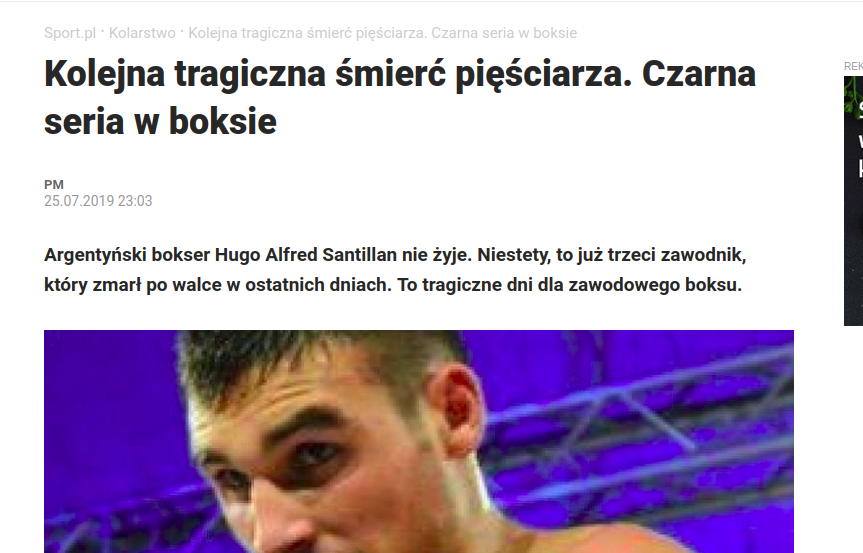 Sport.pl · Kolarstwo · Kolejna tragiczna śmierć pięściarza. Czarna seria w boksie
REK
Kolejna tragiczna śmierć pięściarza. Czarna
seria w boksie
PM
25.07.2019 23:03
Argentyński bokser Hugo Alfred Santillan nie żyje. Niestety, to już trzeci zawodnik,
który zmarł po walce w ostatnich dniach. To tragiczne dni dla zawodowego boksu.